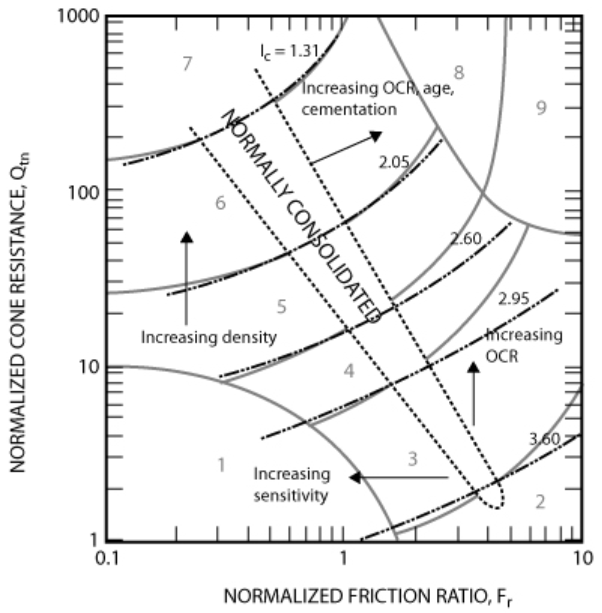 1000
7
I_c = 1.31
8
Increasing OCR, age,
cementation
9
NORMALLY CONSOLIDATED
2.05
100
6
2.60
5
2.95
Increasing density
Increasing
OCR
10
4
3.60
1
3
Increasing
sensitivity
2
1
0.1
1
10
NORMALIZED CONE RESISTANCE, Q_tn
NORMALIZED FRICTION RATIO, F_r